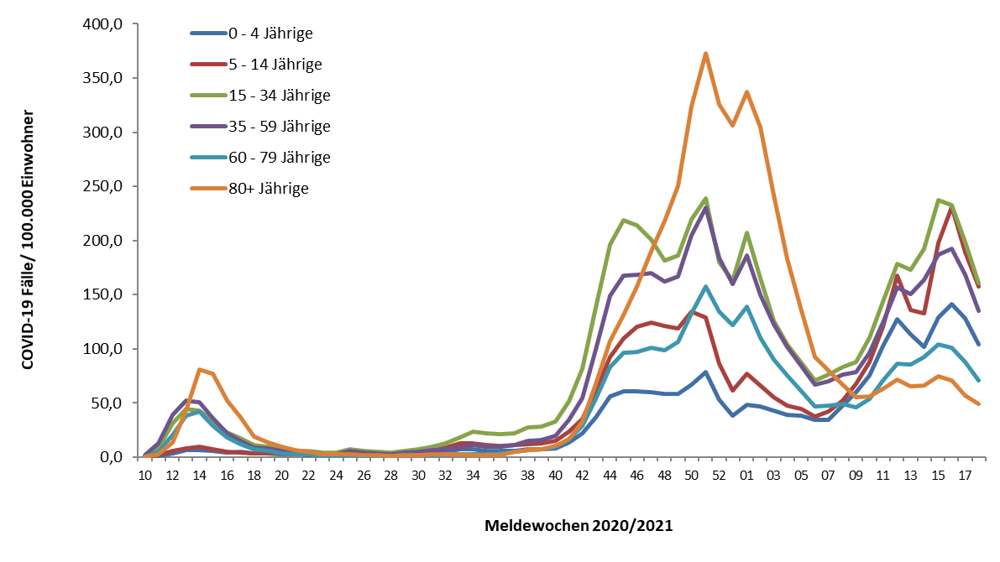 400,0
350,0
300,0
250,0
200,0
150,0
100,0
50,0
0,0
COVID-19 Fälle/ 100.000 Einwohner
0 - 4 Jährige
5 - 14 Jährige
15 - 34 Jährige
35 - 59 Jährige
60 - 79 Jährige
80+ Jährige
10 12 14 16 18 20 22 24 26 28 30 32 34 36 38 40 42 44 46 48 50 52 01 03 05 07 09 11 13 15 17
Meldewochen 2020/2021